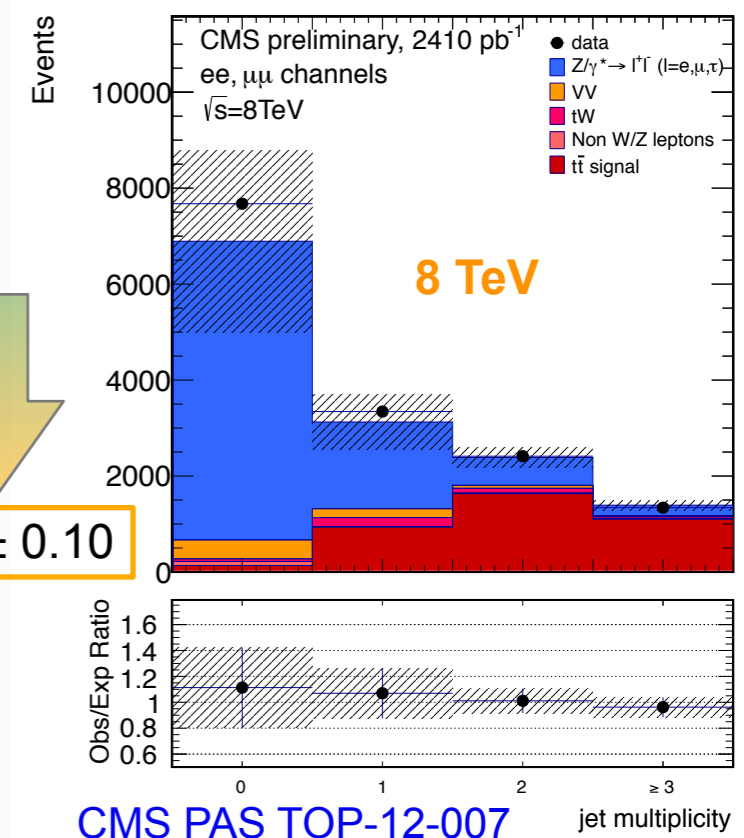 CMS preliminary, 2410 pb⁻¹
ee, μμ channels
√s=8TeV
data
Z/γ*→ l⁺l⁻ (l=e,μ,τ)
VV
tW
Non W/Z leptons
tt̄ signal
8 TeV
Events
10000
8000
6000
4000
2000
0
± 0.10
Obs/Exp Ratio
1.6
1.4
1.2
1
0.8
0.6
0 1 2 ≥ 3
CMS PAS TOP-12-007 jet multiplicity